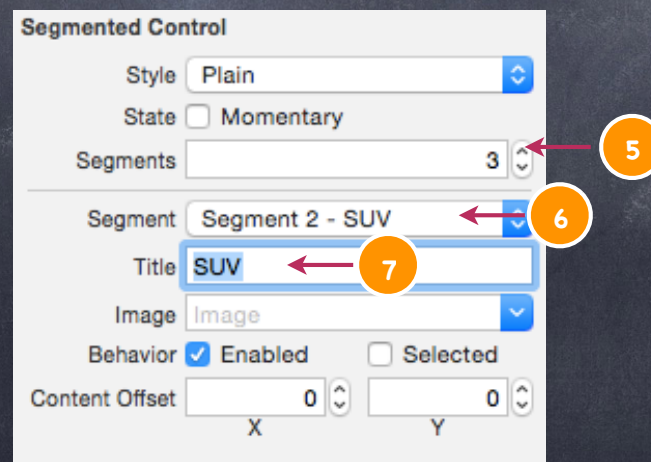 Segmented Control
Style Plain
State Momentary
Segments 3
5
Segment Segment 2 - SUV
6
Title SUV
7
Image Image
Behavior Enabled Selected
Content Offset 0 0
X Y